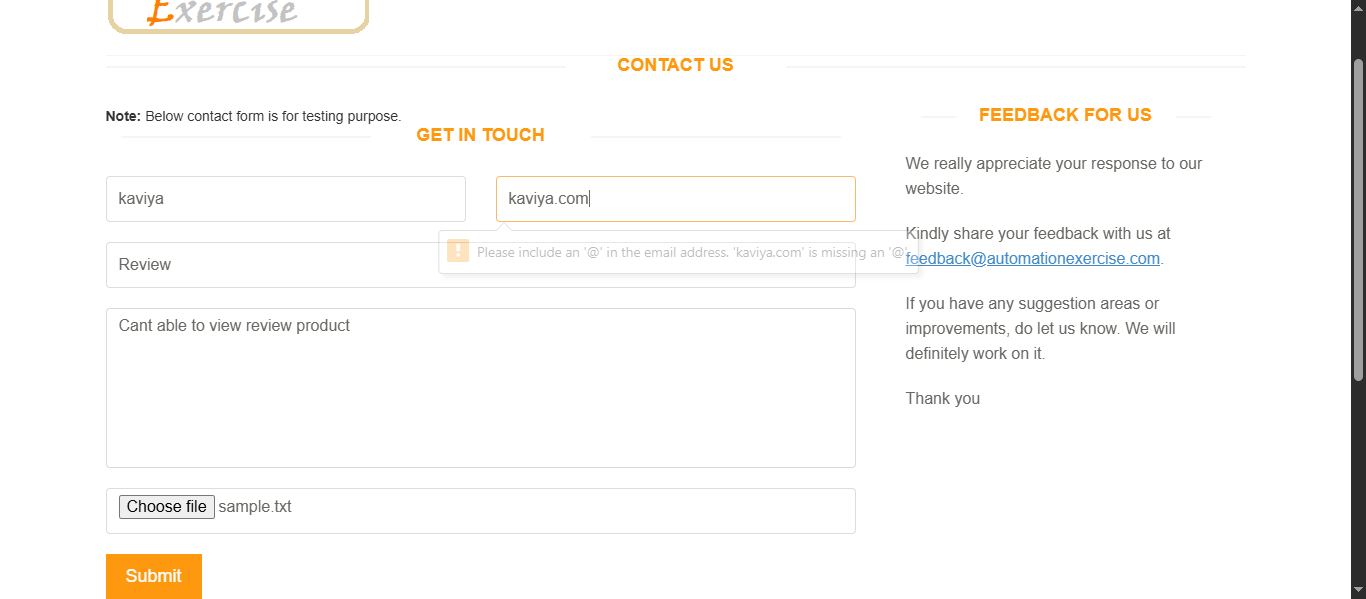 Exercise
CONTACT US
Note: Below contact form is for testing purpose.
GET IN TOUCH
kaviya
kaviya.com
Please include an '@' in the email address. 'kaviya.com' is missing an '@'.
Review
Cant able to view review product
Choose file sample.txt
Submit
FEEDBACK FOR US
We really appreciate your response to our
website.
Kindly share your feedback with us at
feedback@automationexercise.com.
If you have any suggestion areas or
improvements, do let us know. We will
definitely work on it.
Thank you